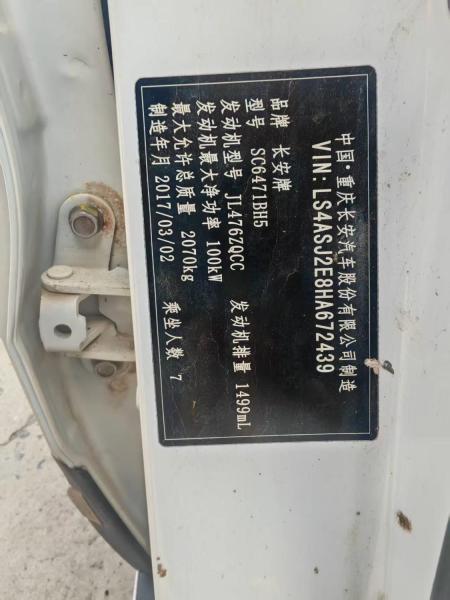 中国·重庆长安汽车股份有限公司制造
VIN:LS4ASJ2E8HA672439
品牌 长安牌
型号 SC6471BH5
发动机型号 JL476ZQCC 发动机排量 1499mL
发动机最大净功率 100kW
最大允许总质量 2070kg
制造年月 2017/03/02 乘坐人数 7